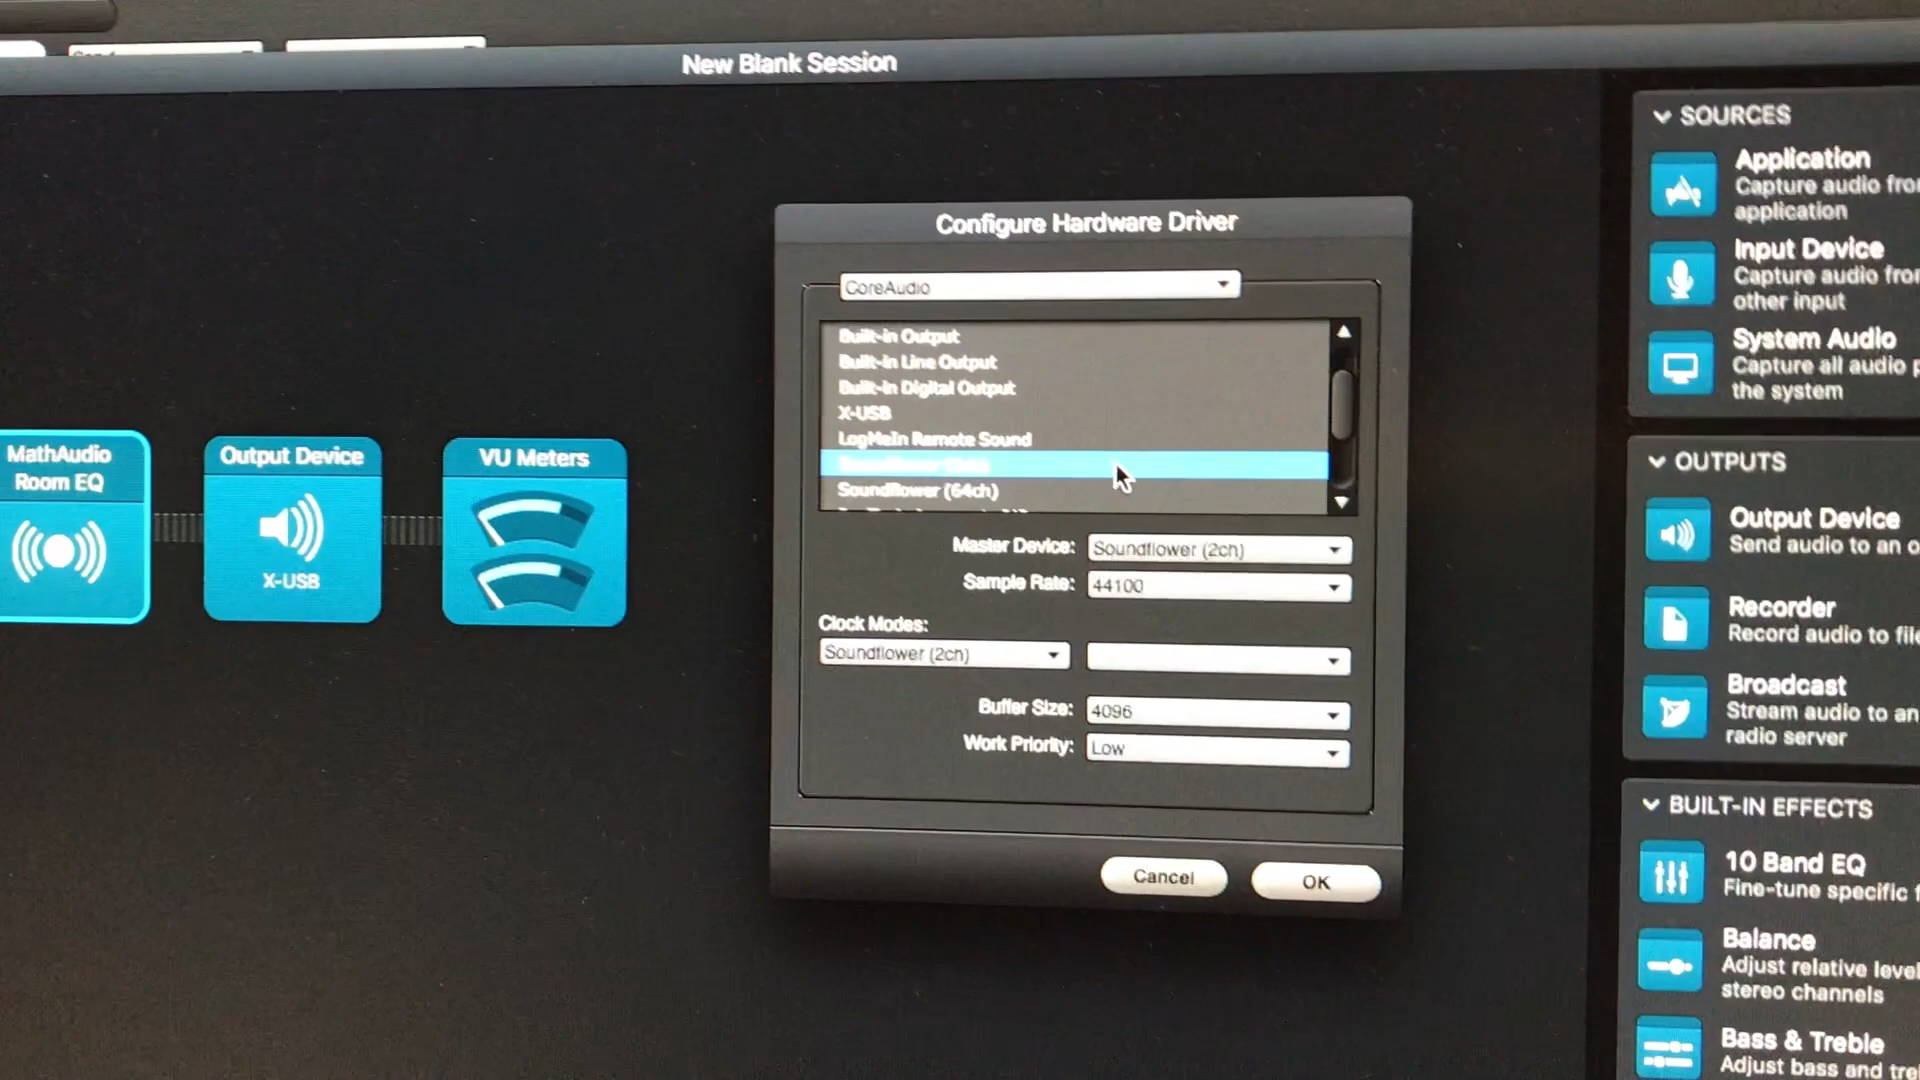 New Blank Session
MathAudio
Room EQ
Output Device
X-USB
VU Meters
Configure Hardware Driver
CoreAudio
Built-in Output
Built-in Line Output
Built-in Digital Output
X-USB
LogMeIn Remote Sound
Soundflower (64ch)
Master Device: Soundflower (2ch)
Sample Rate: 44100
Clock Modes:
Soundflower (2ch)
Buffer Size: 4096
Work Priority: Low
Cancel
OK
SOURCES
Application
Capture audio
application
Input Device
Capture audio
other input
System Audio
Capture all audio
the system
OUTPUTS
Output Device
Send audio to an
Recorder
Record audio to
Broadcast
Stream audio to an
radio server
BUILT-IN EFFECTS
10 Band EQ
Fine-tune specific
Balance
Adjust relative
stereo channels
Bass & Treble
Adjust bass and